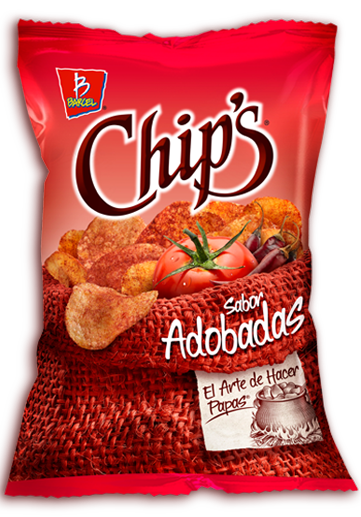 B
BARCEL®
Chip's®
Sabor
Adobadas
El Arte de Hacer
Papas®